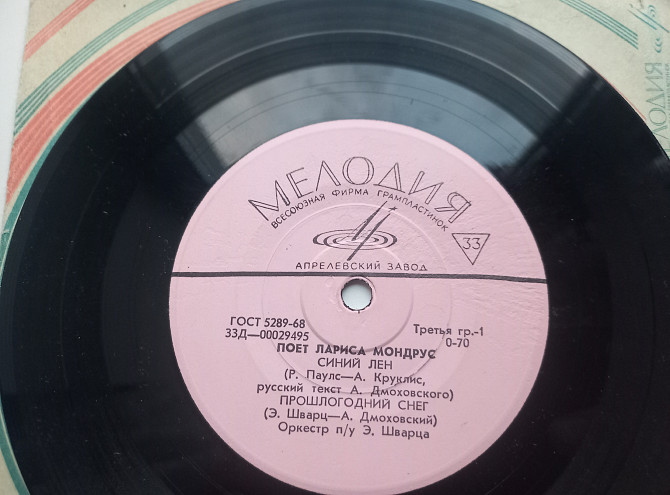 МЕЛОДИЯ
ВСЕСОЮЗНАЯ ФИРМА ГРАМПЛАСТИНОК
33
АПРЕЛЕВСКИЙ ЗАВОД
ГОСТ 5289-68
33Д—00029495
Третья гр.-1
0-70
ПОЕТ ЛАРИСА МОНДРУС
СИНИЙ ЛЕН
(Р. Паулс—А. Круклис,
русский текст А. Дмоховского)
ПРОШЛОГОДНИЙ СНЕГ
(Э. Шварц—А. Дмоховский)
Оркестр п/у Э. Шварца